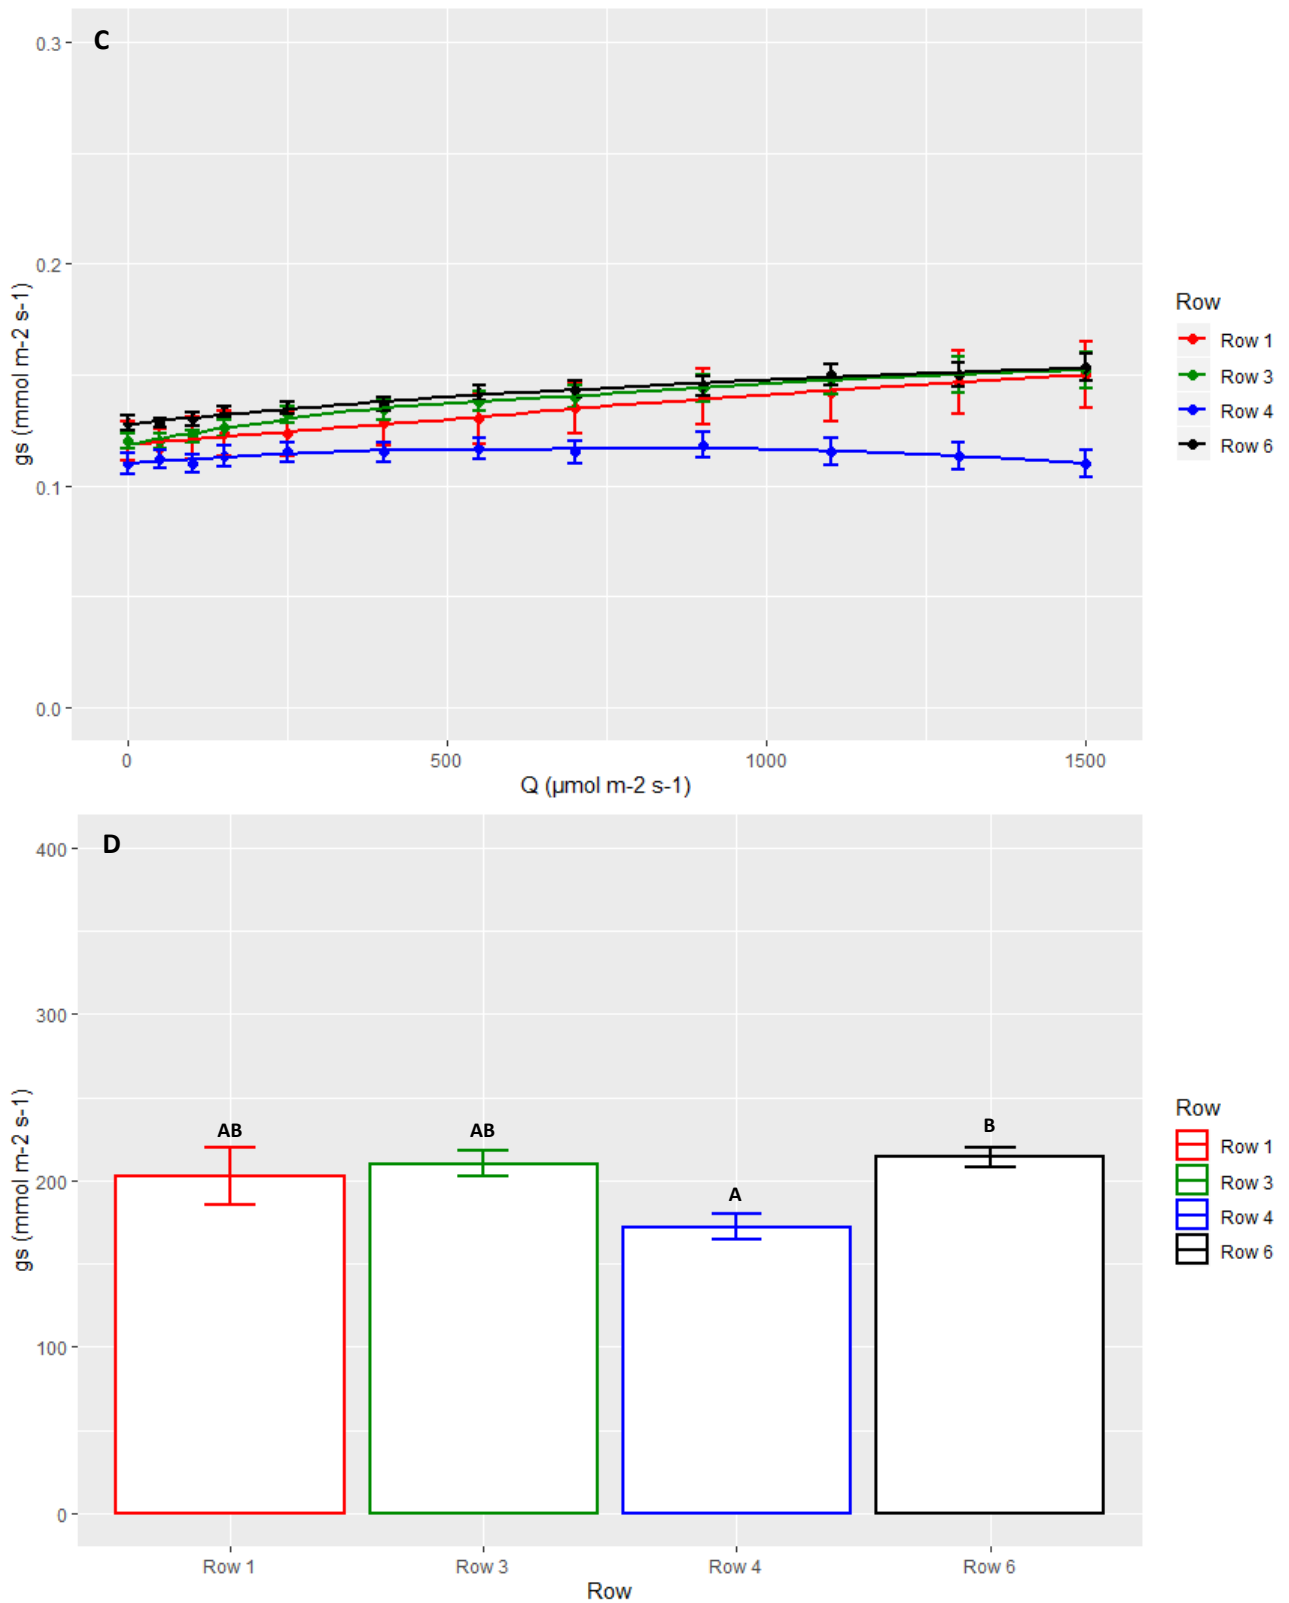 C
0.3
0.2
0.1
0.0
gs (mmol m-2 s-1)
0 500 1000 1500
Q (µmol m-2 s-1)
Row
Row 1
Row 3
Row 4
Row 6
D
400
300
200
100
0
gs (mmol m-2 s-1)
AB AB A B
Row 1 Row 3 Row 4 Row 6
Row
Row
Row 1
Row 3
Row 4
Row 6